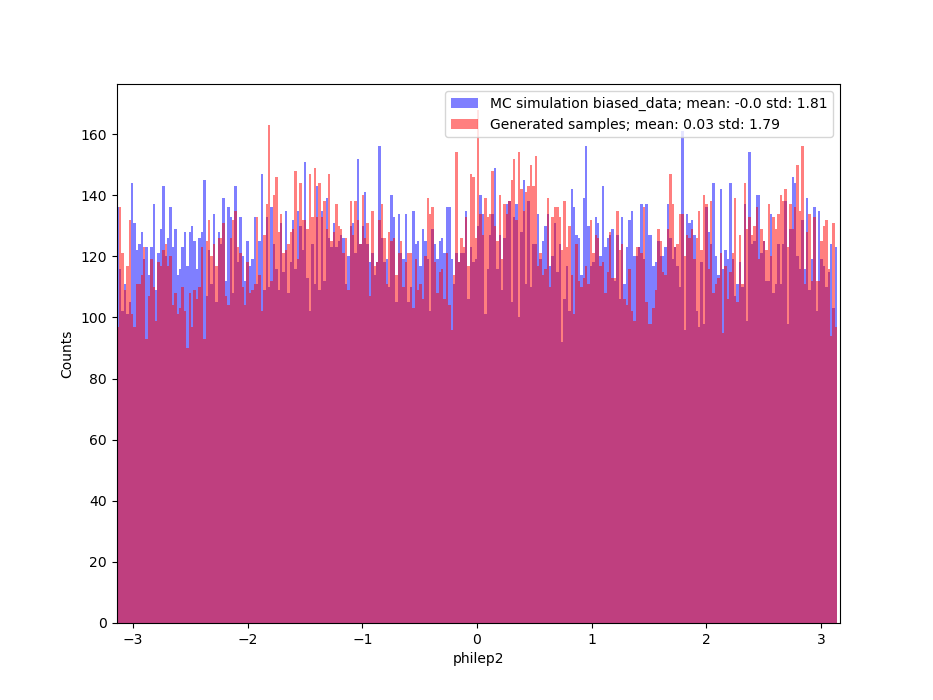 MC simulation biased_data; mean: -0.0 std: 1.81
Generated samples; mean: 0.03 std: 1.79
160
140
120
100
80
60
40
20
0
Counts
−3 −2 −1 0 1 2 3
philep2